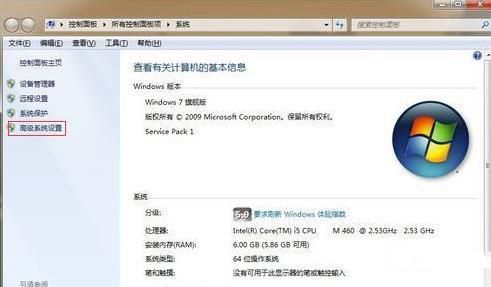 控制面板 ▸ 所有控制面板项 ▸ 系统
搜索控制面板
文件(F) 编辑(E) 查看(V) 工具(T) 帮助(H)
控制面板主页
设备管理器
远程设置
系统保护
高级系统设置
查看有关计算机的基本信息
Windows 版本
Windows 7 旗舰版
版权所有 © 2009 Microsoft Corporation。保留所有权利。
Service Pack 1
系统
分级: 5.9 要求刷新 Windows 体验指数
处理器: Intel(R) Core(TM) i5 CPU M 460 @ 2.53GHz 2.53 GHz
安装内存(RAM): 6.00 GB (5.86 GB 可用)
系统类型: 64 位操作系统
笔和触摸: 没有可用于此显示器的笔或触控输入